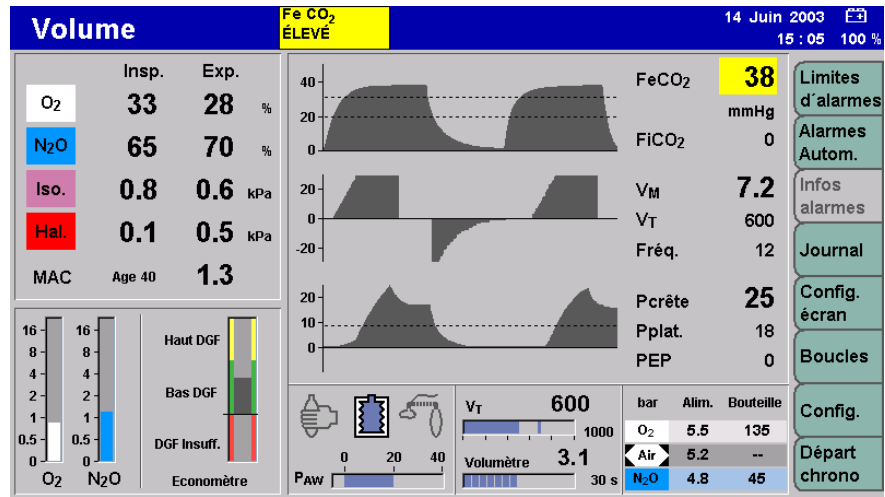 Volume
Fe CO2
ÉLEVÉ
14 Juin 2003
15 : 05 100 %
Insp. Exp.
O2 33 28 %
N2O 65 70 %
Iso. 0.8 0.6 kPa
Hal. 0.1 0.5 kPa
MAC Age 40 1.3
40
20
0
FeCO2 38
mmHg
FiCO2 0
20
0
-20
VM 7.2
VT 600
Fréq. 12
20
10
0
Pcrête 25
Pplat. 18
PEP 0
Limites
d´alarmes
Alarmes
Autom.
Infos
alarmes
Journal
Config.
écran
Boucles
Config.
Départ
chrono
16 16
8 8
4 4
2 2
1 1
0.5 0.5
0 0
O2 N2O
Haut DGF
Bas DGF
DGF Insuff.
Economètre
0 20 40
PAW
VT 600
1000
Volumètre 3.1
30 s
bar Alim. Bouteille
O2 5.5 135
Air 5.2 --
N2O 4.8 45